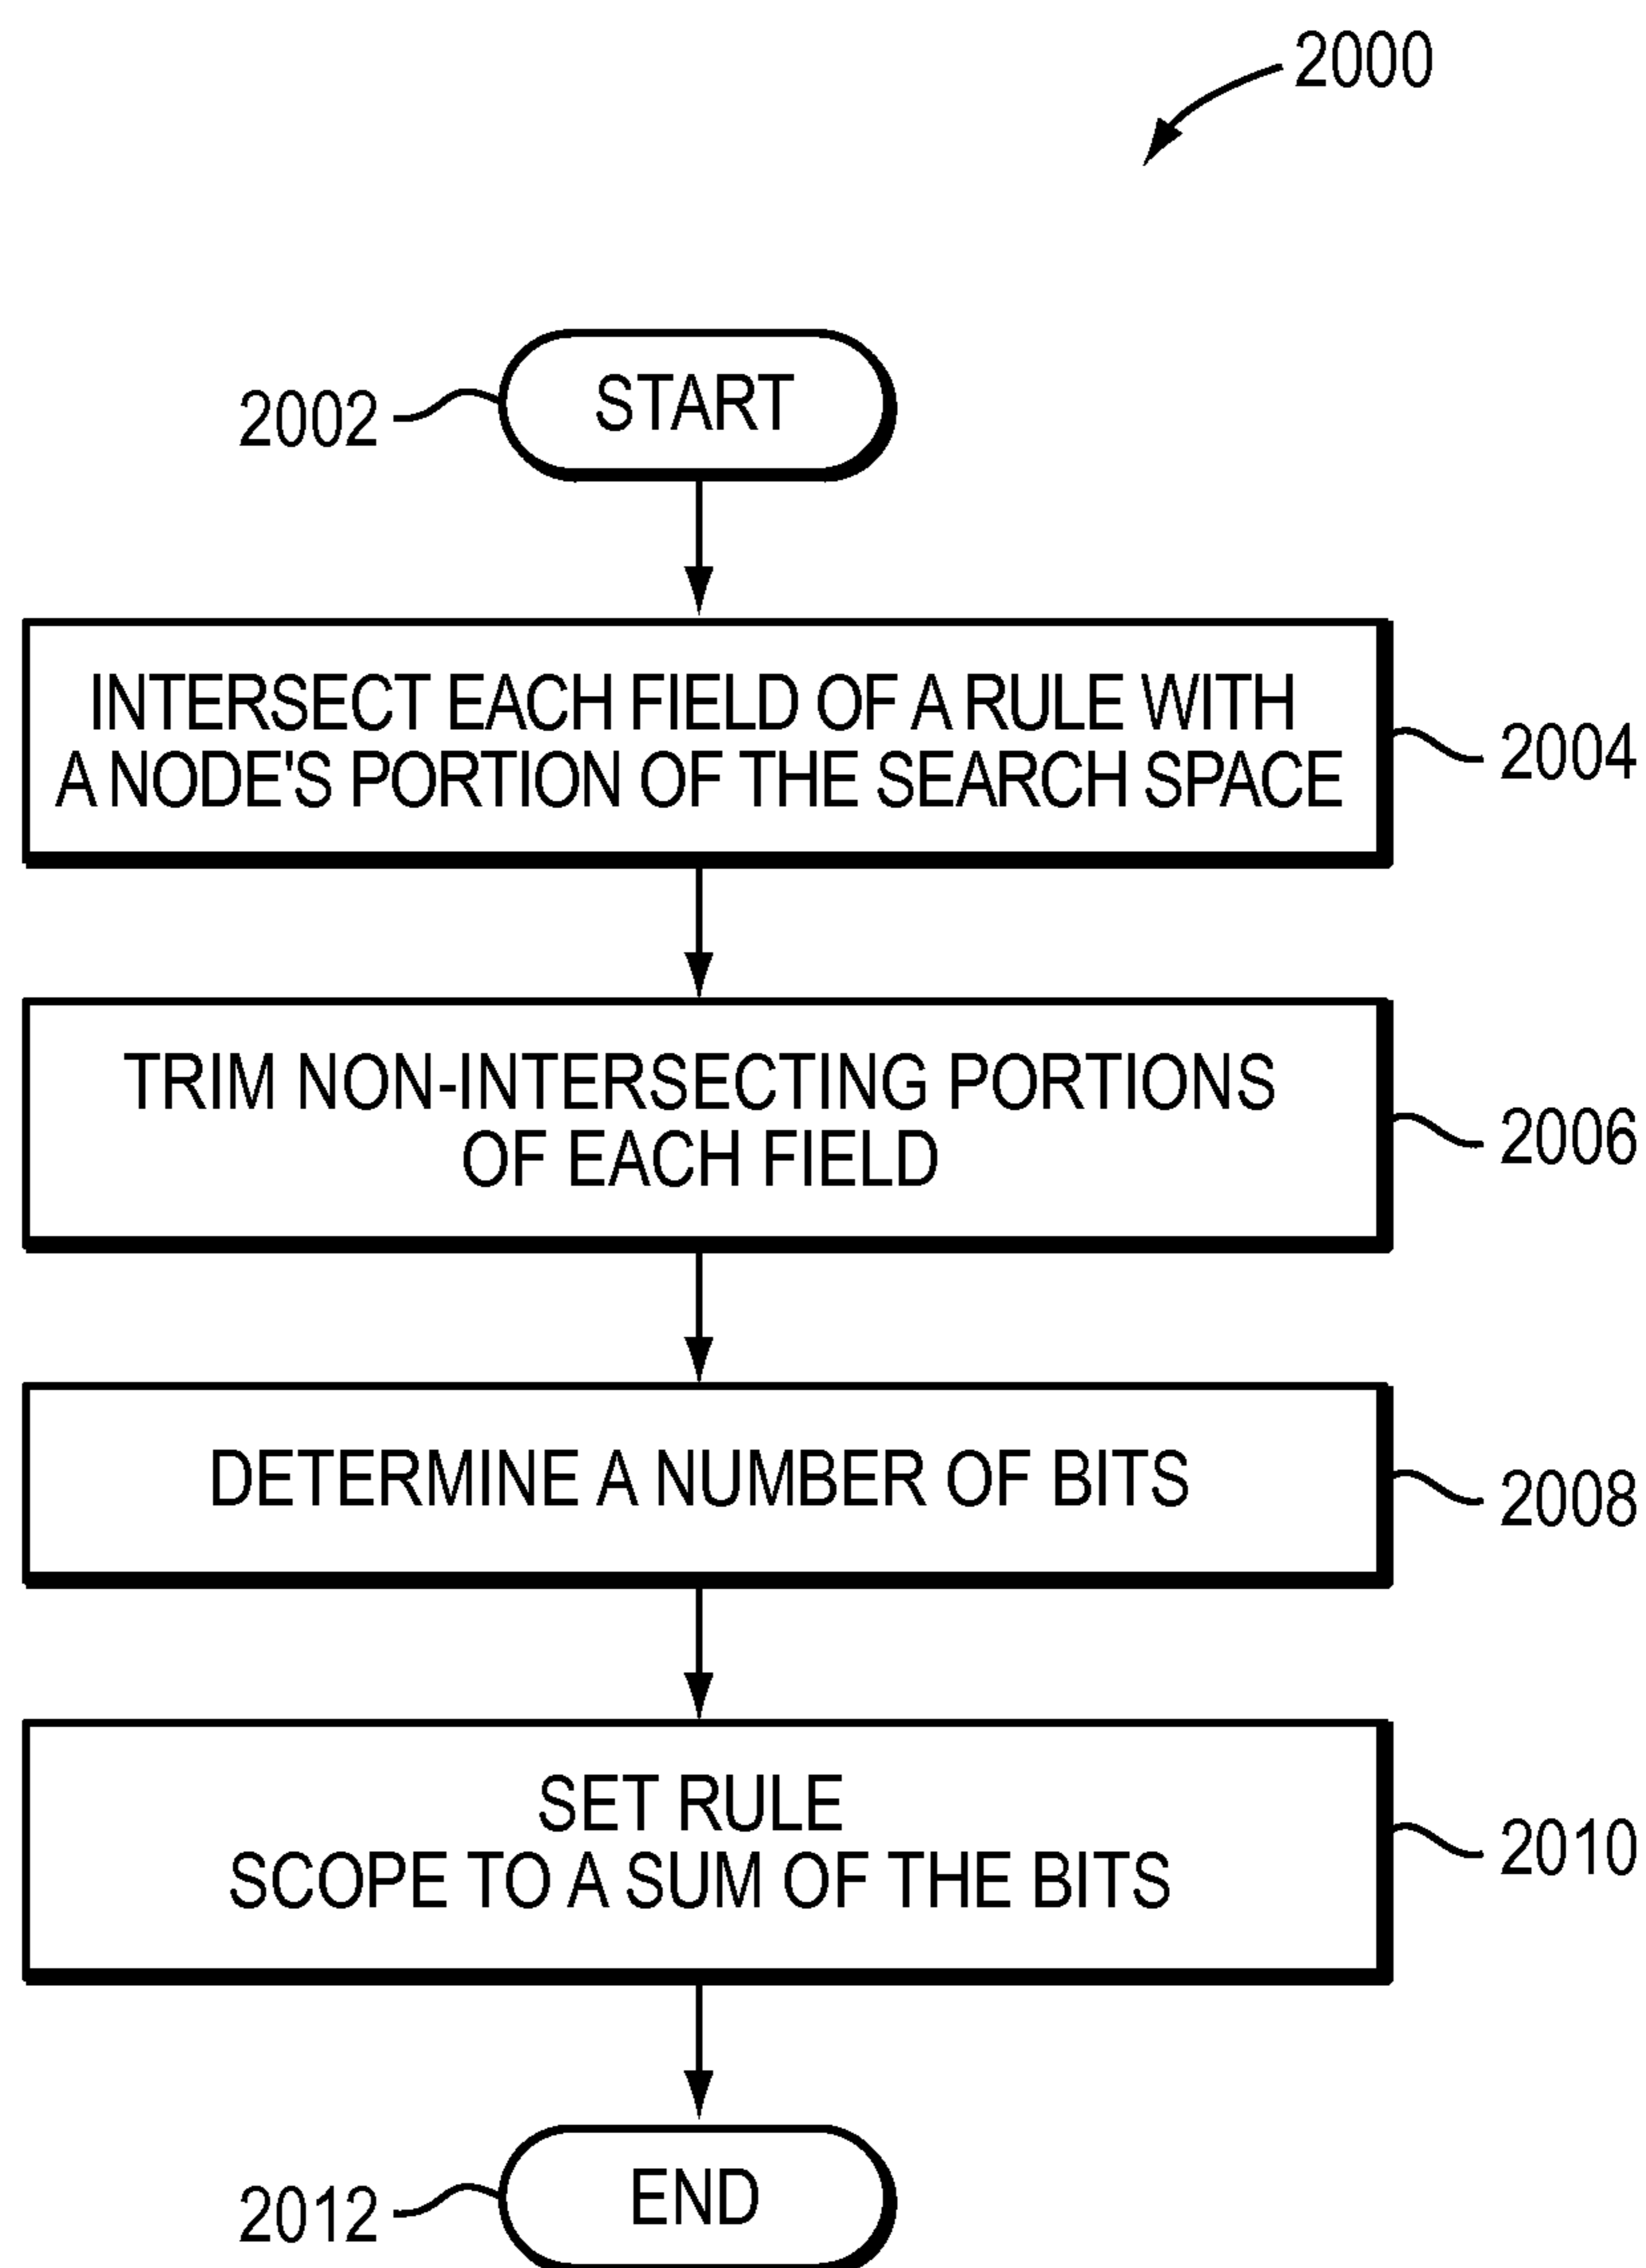 2000
START
2002
INTERSECT EACH FIELD OF A RULE WITH
A NODE'S PORTION OF THE SEARCH SPACE
2004
TRIM NON-INTERSECTING PORTIONS
OF EACH FIELD
2006
DETERMINE A NUMBER OF BITS
2008
SET RULE
SCOPE TO A SUM OF THE BITS
2010
END
2012